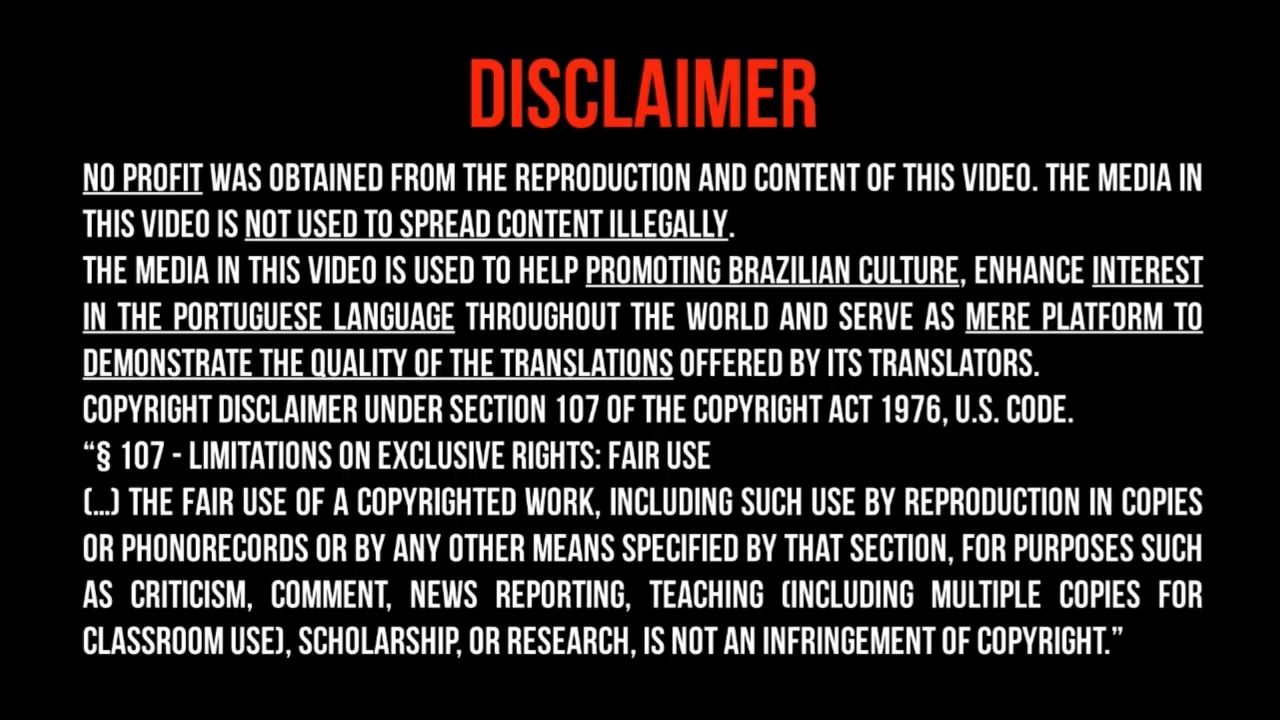 DISCLAIMER
NO PROFIT WAS OBTAINED FROM THE REPRODUCTION AND CONTENT OF THIS VIDEO. THE MEDIA IN
THIS VIDEO IS NOT USED TO SPREAD CONTENT ILLEGALLY.
THE MEDIA IN THIS VIDEO IS USED TO HELP PROMOTING BRAZILIAN CULTURE, ENHANCE INTEREST
IN THE PORTUGUESE LANGUAGE THROUGHOUT THE WORLD AND SERVE AS MERE PLATFORM TO
DEMONSTRATE THE QUALITY OF THE TRANSLATIONS OFFERED BY ITS TRANSLATORS.
COPYRIGHT DISCLAIMER UNDER SECTION 107 OF THE COPYRIGHT ACT 1976, U.S. CODE.
“§ 107 - LIMITATIONS ON EXCLUSIVE RIGHTS: FAIR USE
(...) THE FAIR USE OF A COPYRIGHTED WORK, INCLUDING SUCH USE BY REPRODUCTION IN COPIES
OR PHONORECORDS OR BY ANY OTHER MEANS SPECIFIED BY THAT SECTION, FOR PURPOSES SUCH
AS CRITICISM, COMMENT, NEWS REPORTING, TEACHING (INCLUDING MULTIPLE COPIES FOR
CLASSROOM USE), SCHOLARSHIP, OR RESEARCH, IS NOT AN INFRINGEMENT OF COPYRIGHT.”